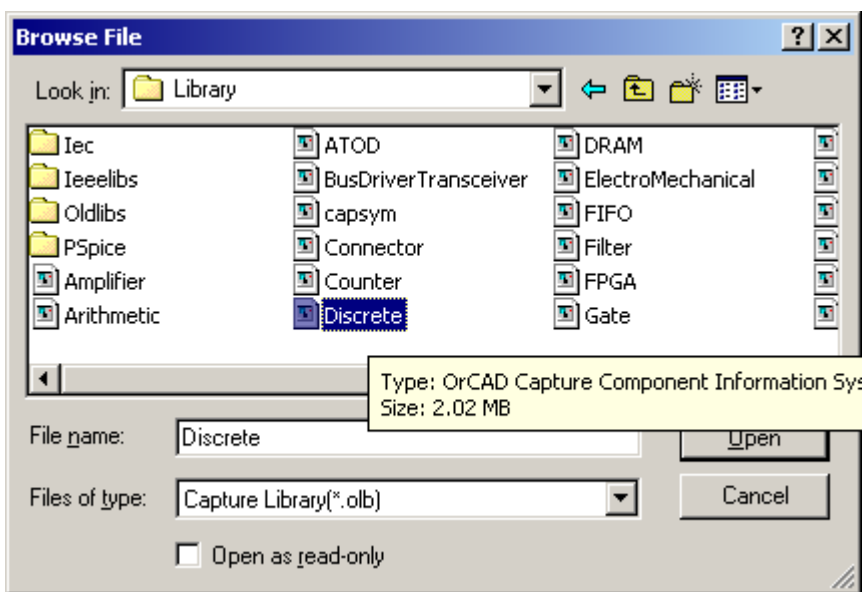 Browse File
Look in: Library
Iec ATOD DRAM
Ieeelibs BusDriverTransceiver ElectroMechanical
Oldlibs capsym FIFO
PSpice Connector Filter
Amplifier Counter FPGA
Arithmetic Discrete Gate
Type: OrCAD Capture Component Information Sys
Size: 2.02 MB
File name: Discrete Open
Files of type: Capture Library(*.olb) Cancel
Open as read-only